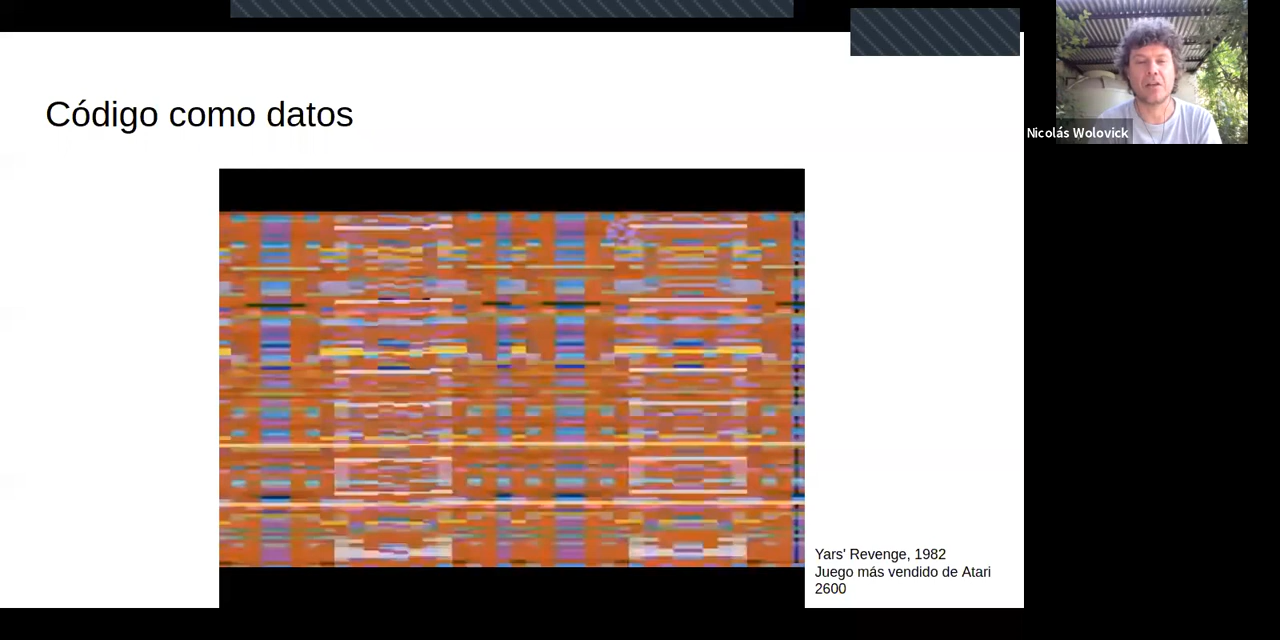 Código como datos
Nicolás Wolovick
Yars' Revenge, 1982
Juego más vendido de Atari
2600